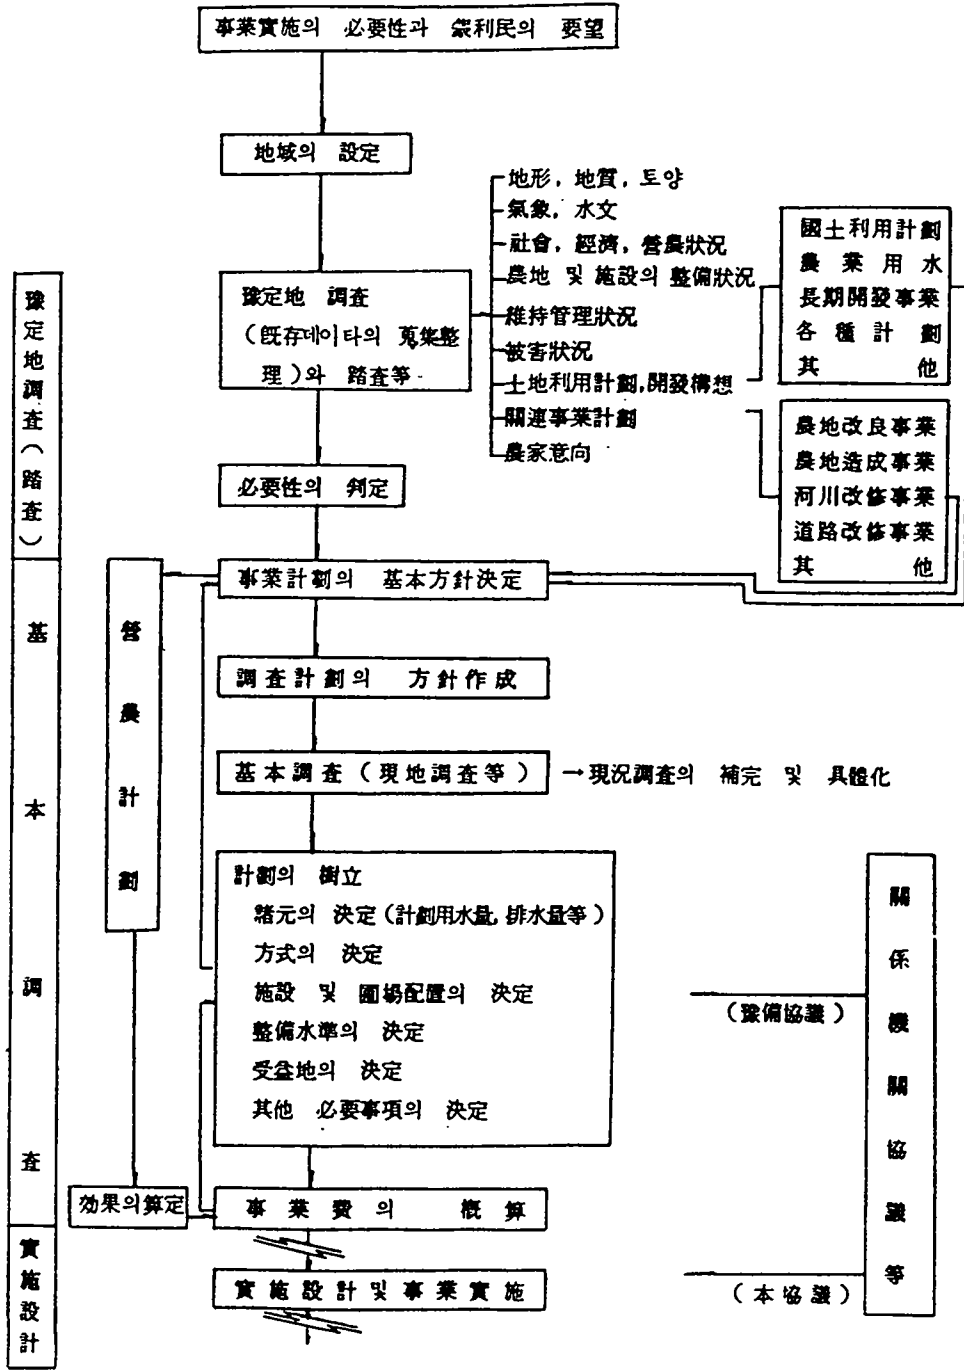 事業實施의 必要性과 蒙利民의 要望
地域의 設定
豫定地 調査
(旣存데이타의 蒐集整
理)와 踏査等
地形, 地質, 토양
氣象, 水文
社會, 經濟, 營農狀況
農地 및 施設의 整備狀況
維持管理狀況
被害狀況
土地利用計劃,開發構想
關連事業計劃
農家意向
國土利用計劃
農業用水
長期開發事業
各種計劃
其他
農地改良事業
農地造成事業
河川改修事業
道路改修事業
其他
必要性의 判定
事業計劃의 基本方針決定
調査計劃의 方針作成
基本調査(現地調査等)
→現況調査의 補完 및 具體化
計劃의 樹立
諸元의 決定(計劃用水量, 排水量等)
方式의 決定
施設 및 圃場配置의 決定
整備水準의 決定
受益地의 決定
其他 必要事項의 決定
效果의算定
事業費의 槪算
實施設計및事業實施
豫定地調査(踏査)
基本調査
實施設計
營農計劃
關係機關協議等
(豫備協議)
(本協議)